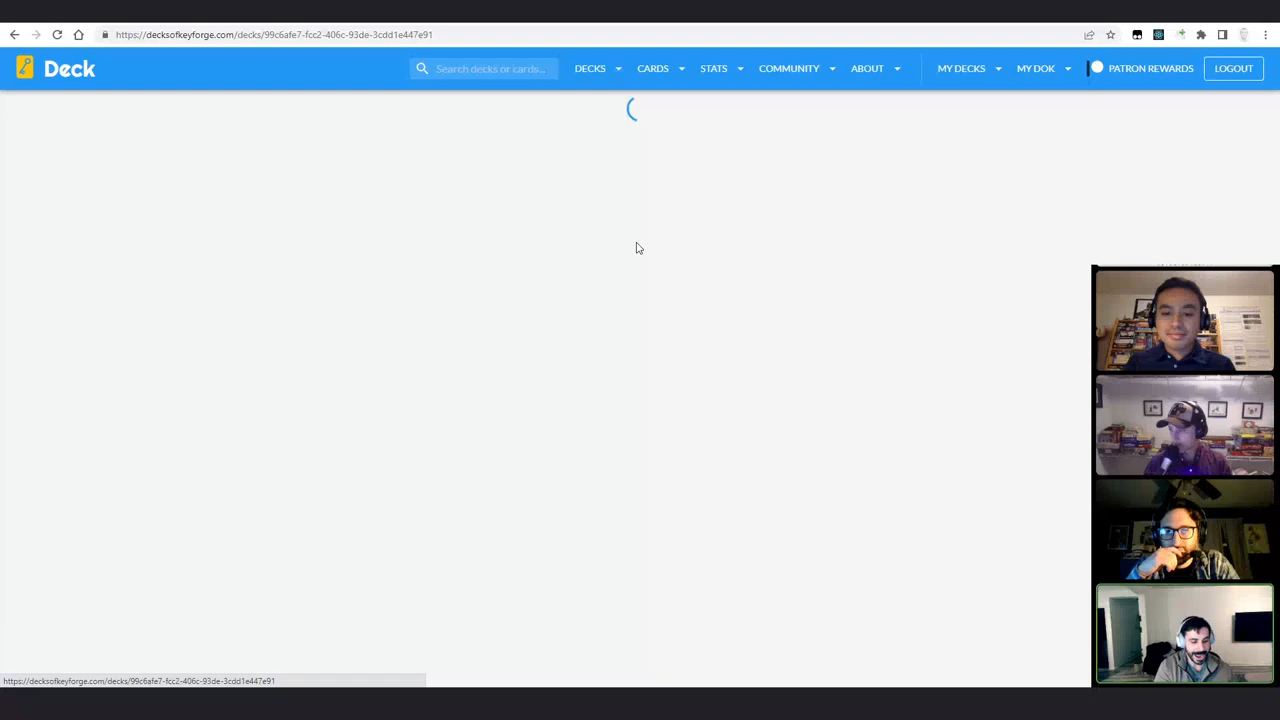 https://decksofkeyforge.com/decks/99c6afe7-fcc2-406c-93de-3cdd1e447e91
Deck
Search decks or cards...
DECKS
CARDS
STATS
COMMUNITY
ABOUT
MY DECKS
MY DOK
PATRON REWARDS
LOGOUT
https://decksofkeyforge.com/decks/99c6afe7-fcc2-406c-93de-3cdd1e447e91